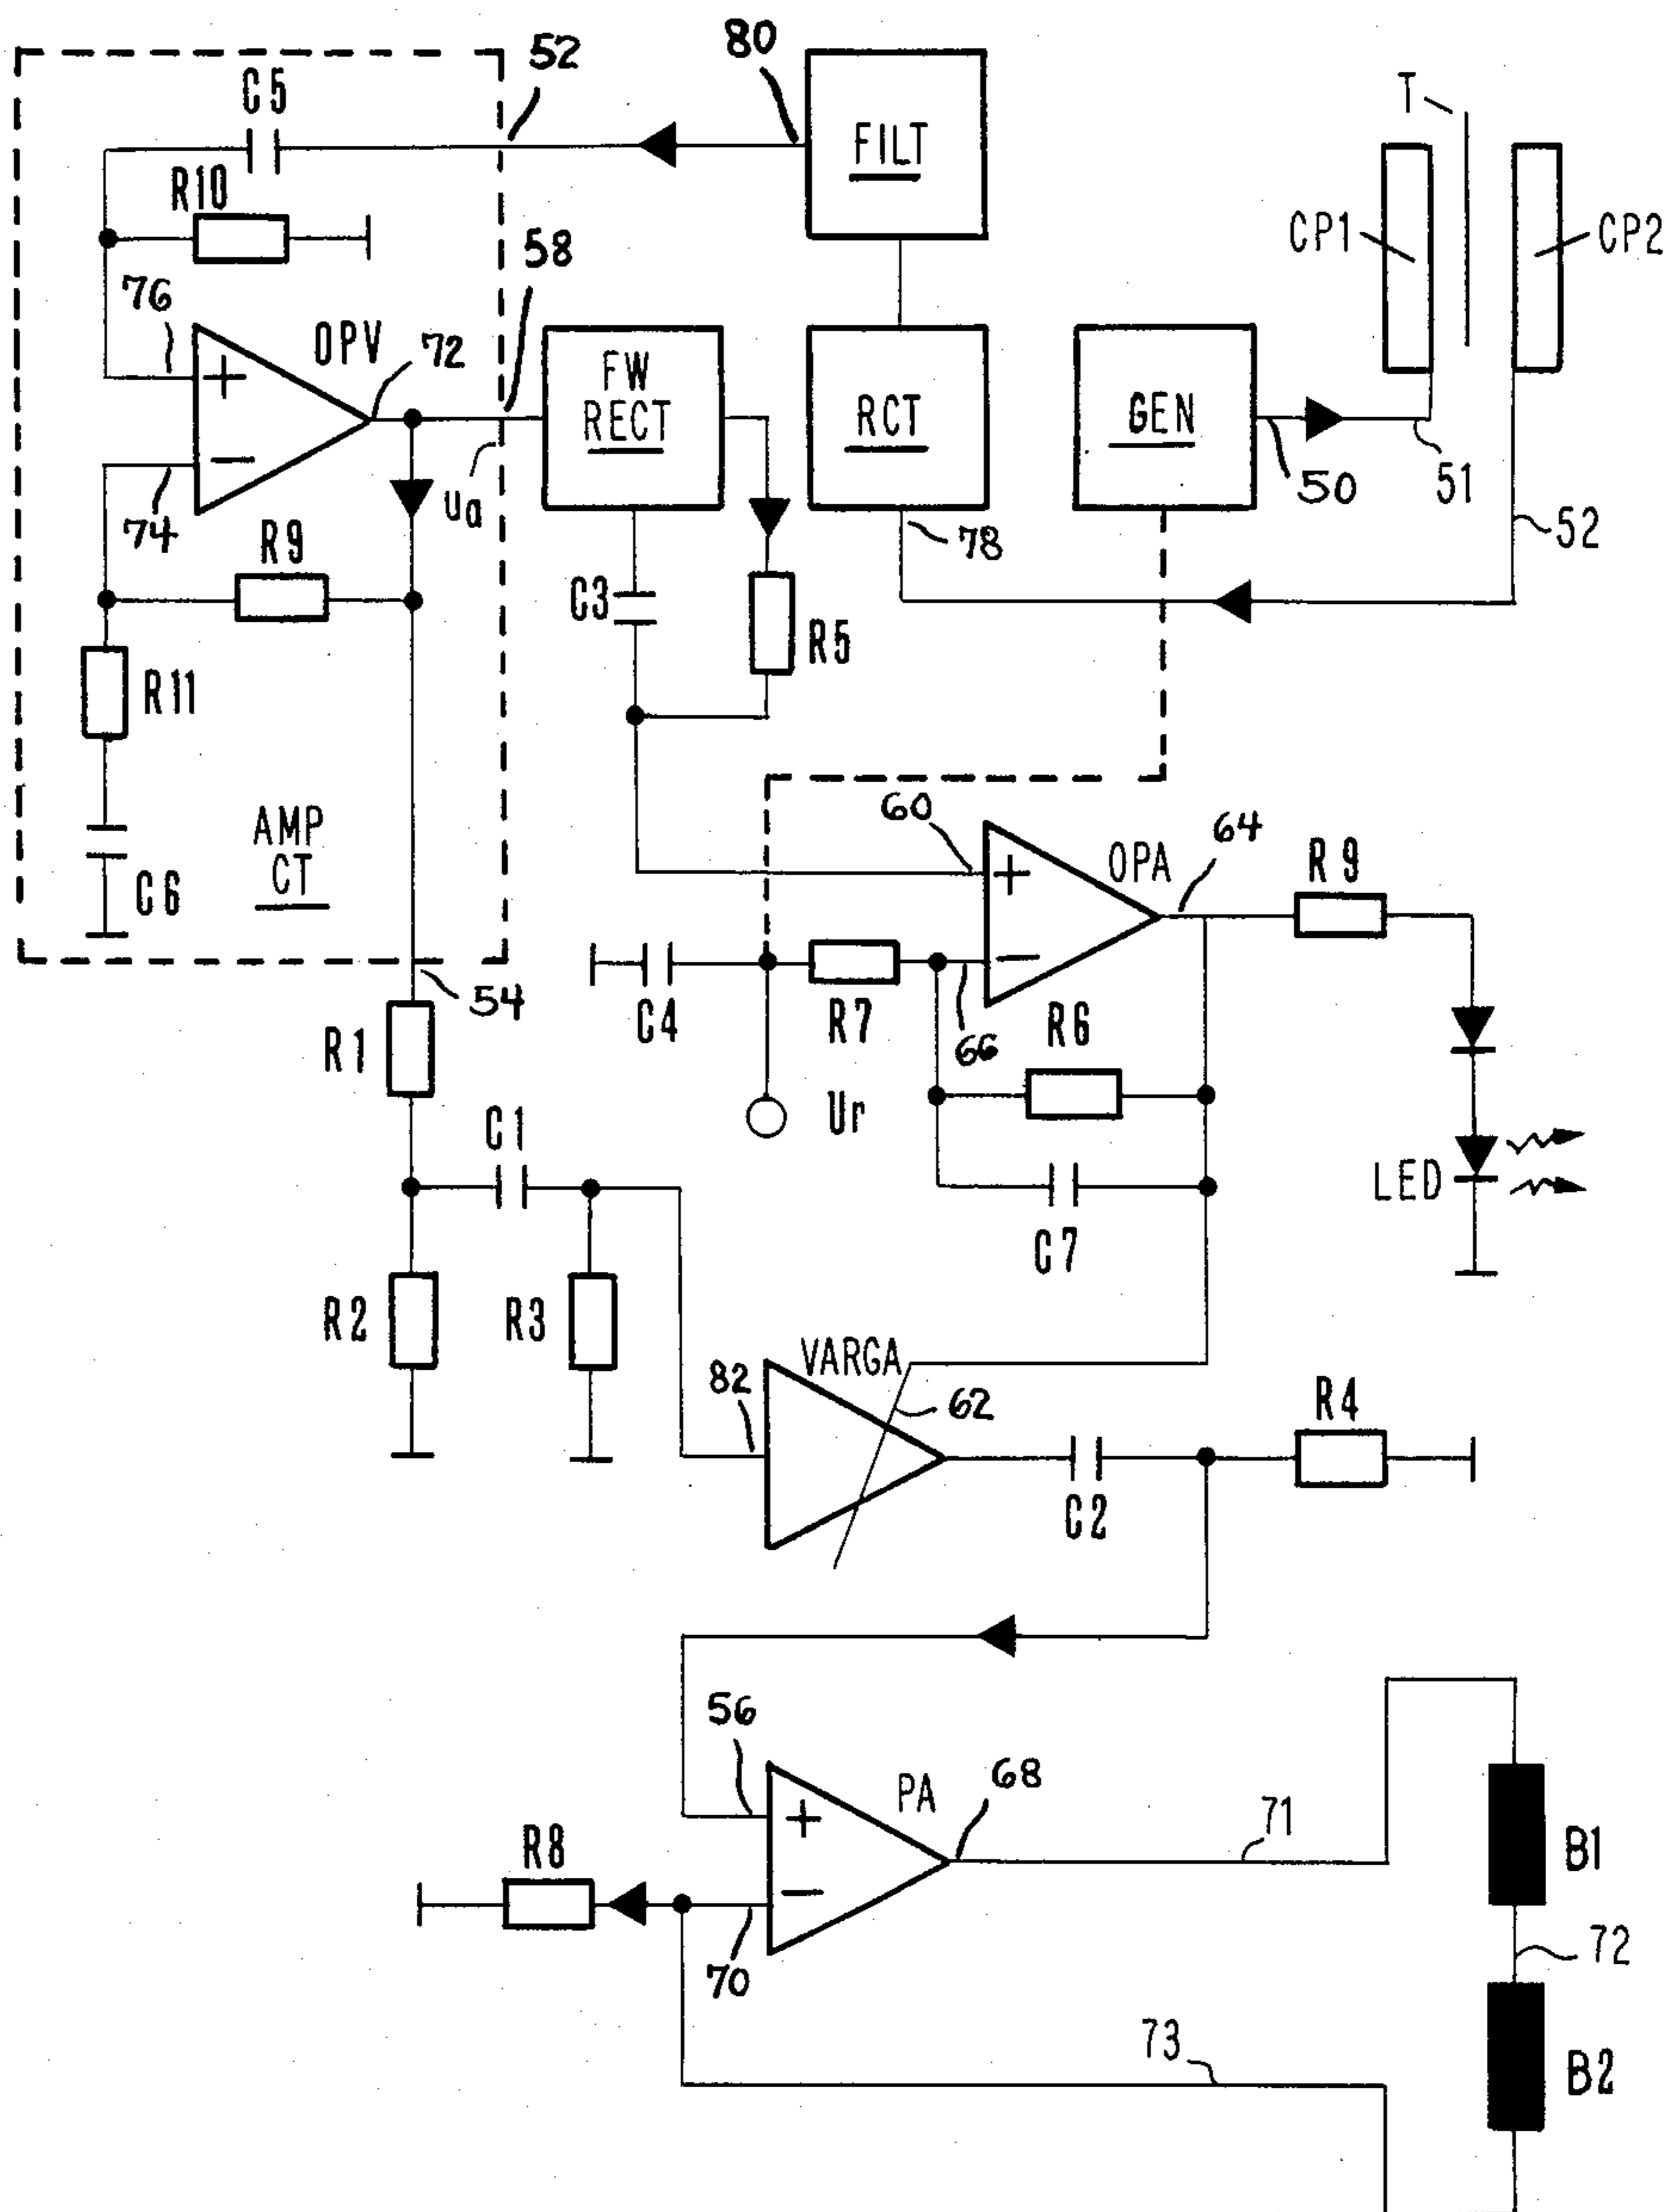 80
52
C5
FILT
T
R10
CP1
CP2
58
76
OPV
72
FW
RECT
RCT
GEN
ua
50
51
74
78
52
R9
C3
R5
R11
60
64
AMP
CT
OPA
R9
C6
54
C4
R7
66
R6
R1
Ur
C1
LED
C7
R2
R3
VARGA
82
62
R4
C2
56
PA
68
71
R8
B1
70
72
73
B2